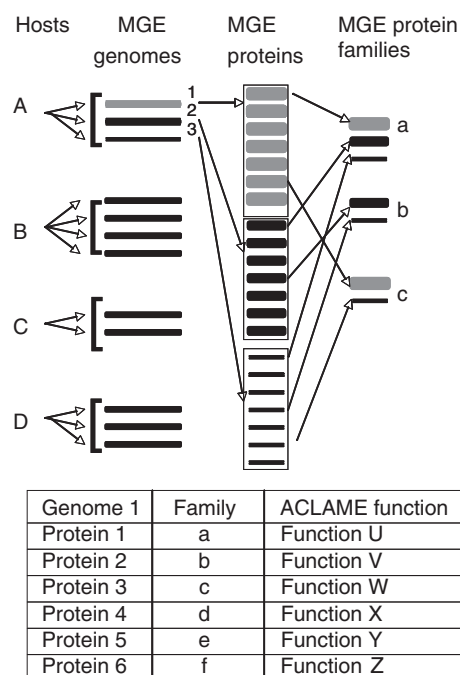 Hosts MGE genomes MGE proteins MGE protein families
A
1
2
3
a
b
B
c
C
D
Genome 1 Family ACLAME function
Protein 1 a Function U
Protein 2 b Function V
Protein 3 c Function W
Protein 4 d Function X
Protein 5 e Function Y
Protein 6 f Function Z